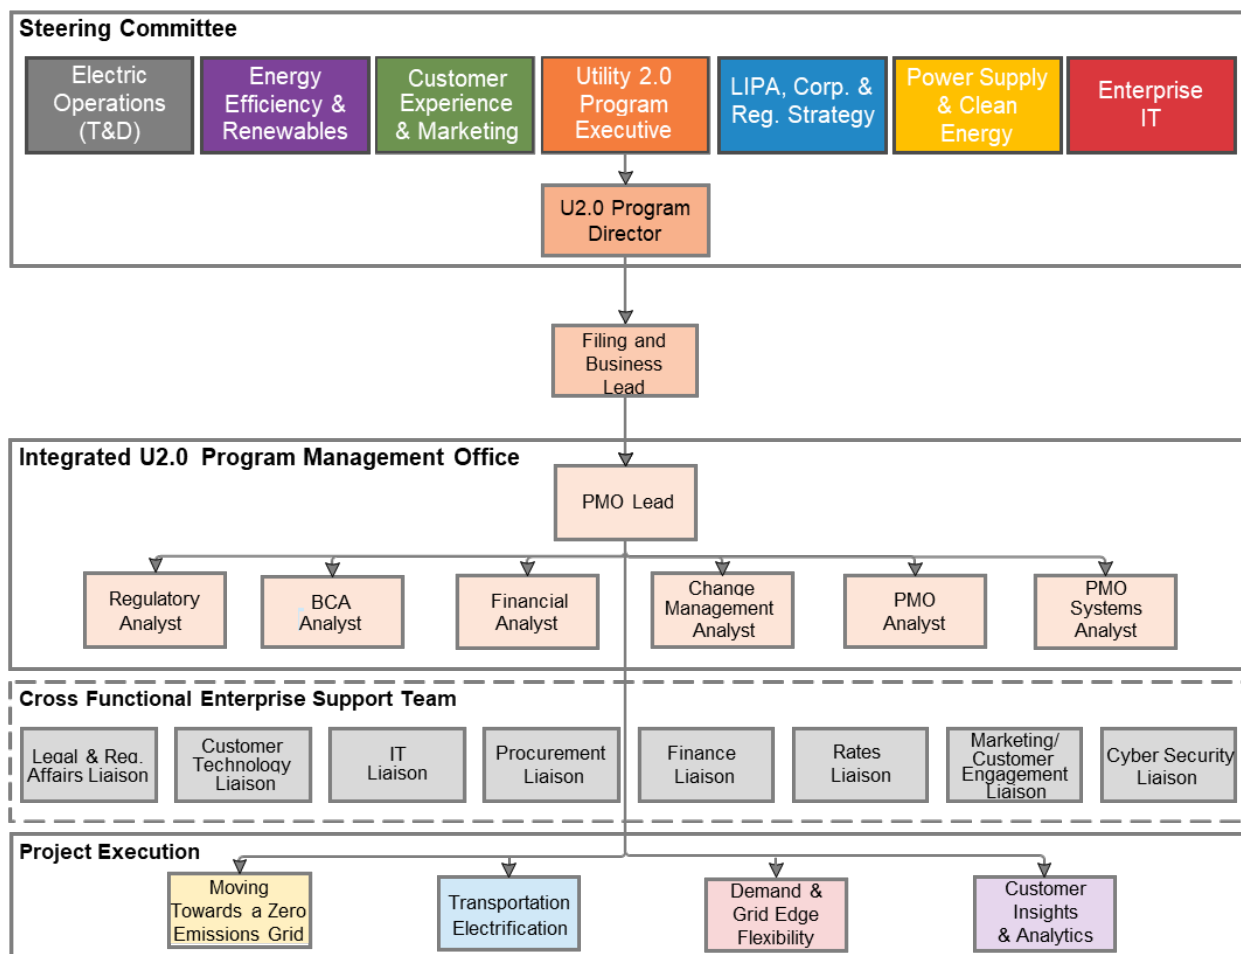 Steering Committee
Electric
Operations
(T&D)
Energy
Efficiency &
Renewables
Customer
Experience
& Marketing
Utility 2.0
Program
Executive
LIPA, Corp. &
Reg. Strategy
Power Supply
& Clean
Energy
Enterprise
IT
U2.0 Program
Director
Filing and
Business
Lead
Integrated U2.0 Program Management Office
PMO Lead
Regulatory
Analyst
BCA
Analyst
Financial
Analyst
Change
Management
Analyst
PMO
Analyst
PMO
Systems
Analyst
Cross Functional Enterprise Support Team
Legal & Reg.
Affairs Liaison
Customer
Technology
Liaison
IT
Liaison
Procurement
Liaison
Finance
Liaison
Rates
Liaison
Marketing/
Customer
Engagement
Liaison
Cyber Security
Liaison
Project Execution
Moving
Towards a Zero
Emissions Grid
Transportation
Electrification
Demand &
Grid Edge
Flexibility
Customer
Insights
& Analytics